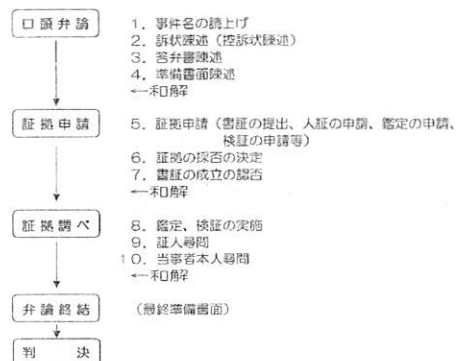 口頭弁論
1．事件名の読上げ
2．訴状陳述（控訴状陳述）
3．答弁書陳述
4．準備書面陳述
←和解
証拠申請
5．証拠申請（書証の提出、人証の申請、鑑定の申請、
検証の申請等）
6．証拠の採否の決定
7．書証の成立の認否
←和解
証拠調べ
8．鑑定、検証の実施
9．証人尋問
10．当事者本人尋問
←和解
弁論終結
（最終準備書面）
判決